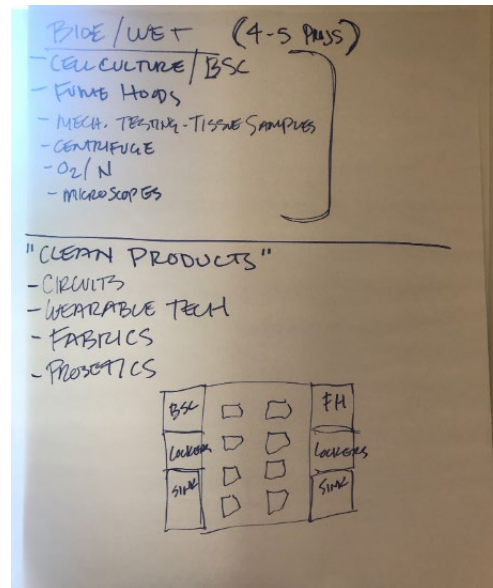 BIOE/WET (4-5 PROJS)
- CELL CULTURE/BSC
- FUME HOODS
- MECH. TESTING - TISSUE SAMPLES
- CENTRIFUGE
- O2/N
- MICROSCOPES
"CLEAN PRODUCTS"
- CIRCUITS
- WEARABLE TECH
- FABRICS
- PROSETICS
BSC
FH
LOCKERS
LOCKERS
SINK
SINK